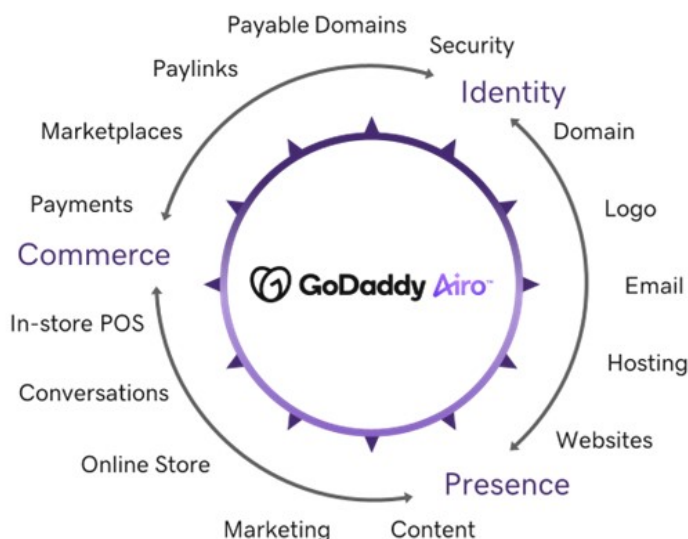 Payable Domains
Security
Paylinks
Identity
Marketplaces
Domain
Payments
Logo
Commerce
GoDaddy Airo™
Email
In-store POS
Hosting
Conversations
Websites
Online Store
Presence
Marketing
Content